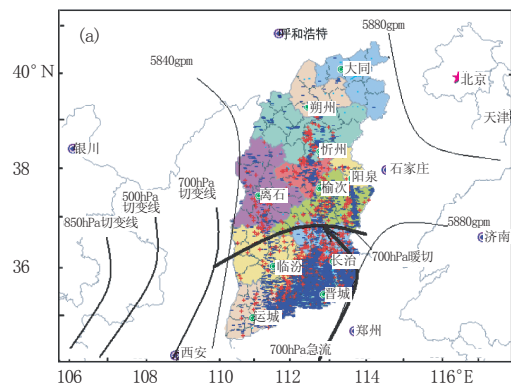 (a)
呼和浩特
5880gpm
5840gpm
40°N
大同
北京
朔州
天津
忻州
银川
38
700hPa
切变线
阳泉
石家庄
500hPa
切变线
离石
榆次
850hPa切变线
5880gpm
济南
长治
700hPa暖切
36
临汾
晋城
运城
郑州
西安
700hPa急流
106
108
110
112
114
116°E